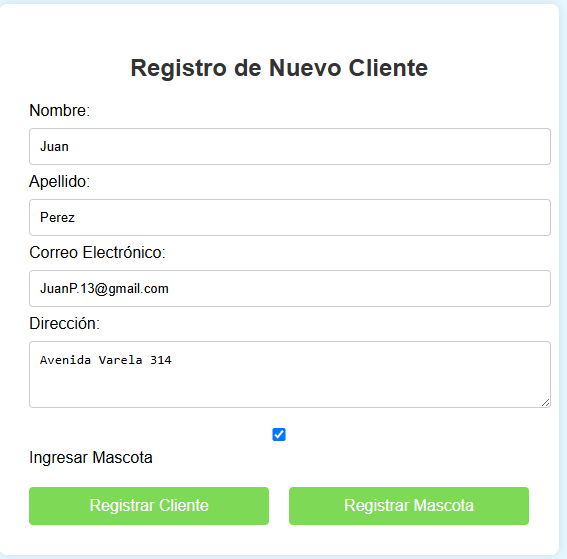 Registro de Nuevo Cliente
Nombre:
Juan
Apellido:
Perez
Correo Electrónico:
JuanP.13@gmail.com
Dirección:
Avenida Varela 314
Ingresar Mascota
Registrar Cliente Registrar Mascota